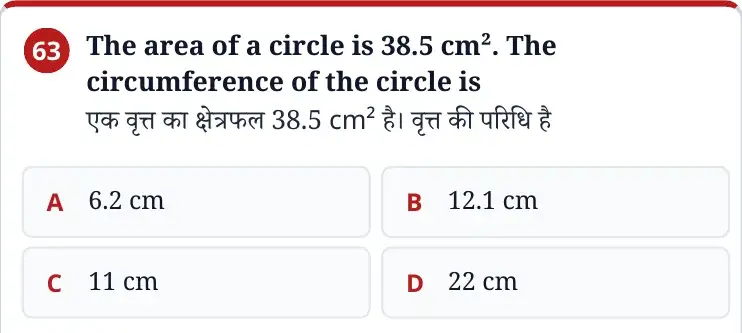 63 The area of a circle is 38.5 cm². The
circumference of the circle is
एक वृत्त का क्षेत्रफल 38.5 cm² है। वृत्त की परिधि है
A 6.2 cm
B 12.1 cm
C 11 cm
D 22 cm